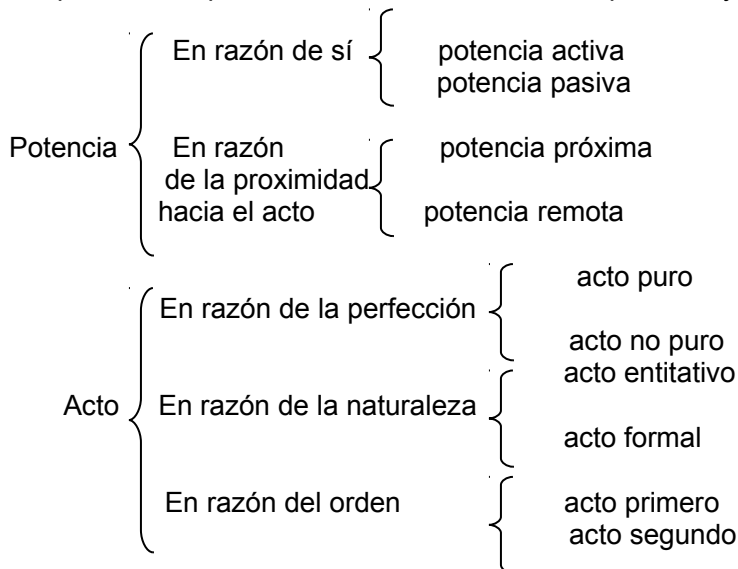 En razón de sí
potencia activa
potencia pasiva
Potencia
En razón
de la proximidad
hacia el acto
potencia próxima
potencia remota
Acto
En razón de la perfección
acto puro
acto no puro
En razón de la naturaleza
acto entitativo
acto formal
En razón del orden
acto primero
acto segundo